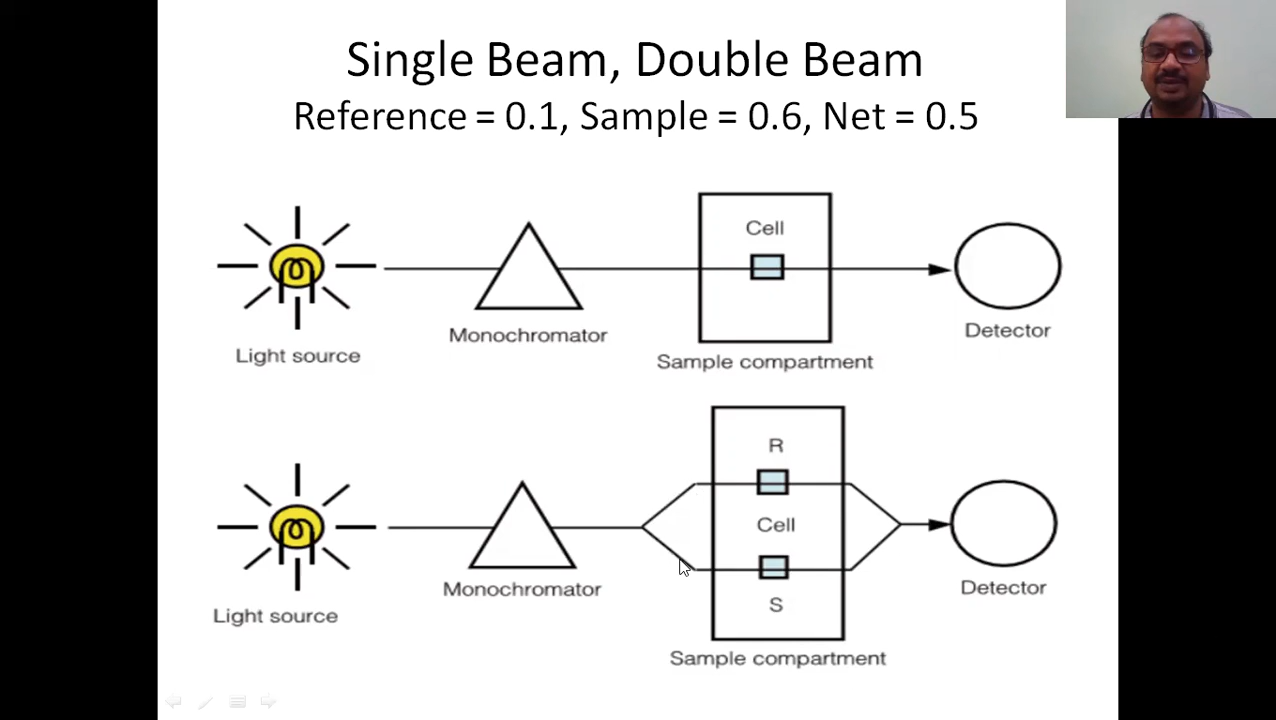 Single Beam, Double Beam
Reference = 0.1, Sample = 0.6, Net = 0.5
Cell
Light source
Monochromator
Sample compartment
Detector
R
Cell
S
Light source
Monochromator
Sample compartment
Detector